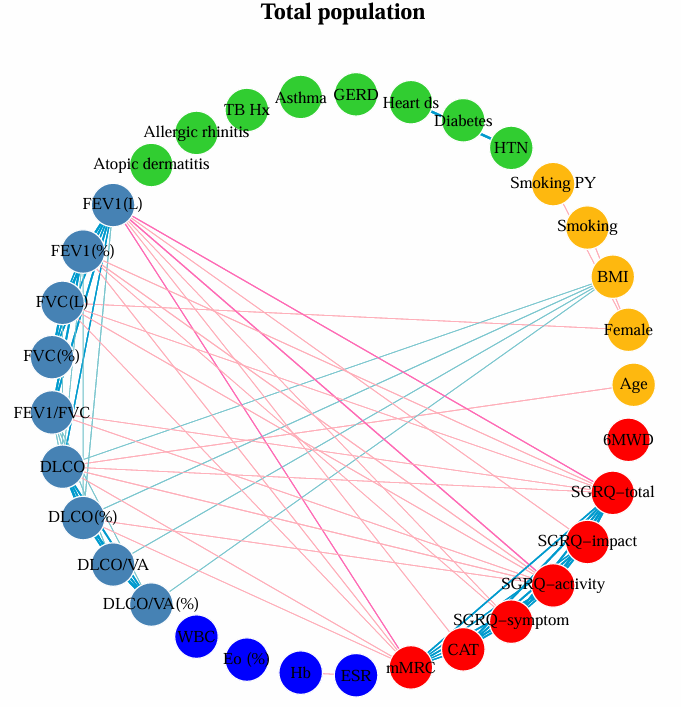 Total population
GERD
Asthma
Heart ds
TB Hx
Diabetes
Allergic rhinitis
HTN
Atopic dermatitis
Smoking PY
FEV1(L)
Smoking
FEV1(%)
BMI
FVC(L)
Female
FVC(%)
Age
FEV1/FVC
6MWD
DLCO
SGRQ−total
DLCO(%)
SGRQ−impact
DLCO/VA
SGRQ−activity
DLCO/VA(%)
SGRQ−symptom
WBC
CAT
Eo (%)
mMRC
Hb
ESR